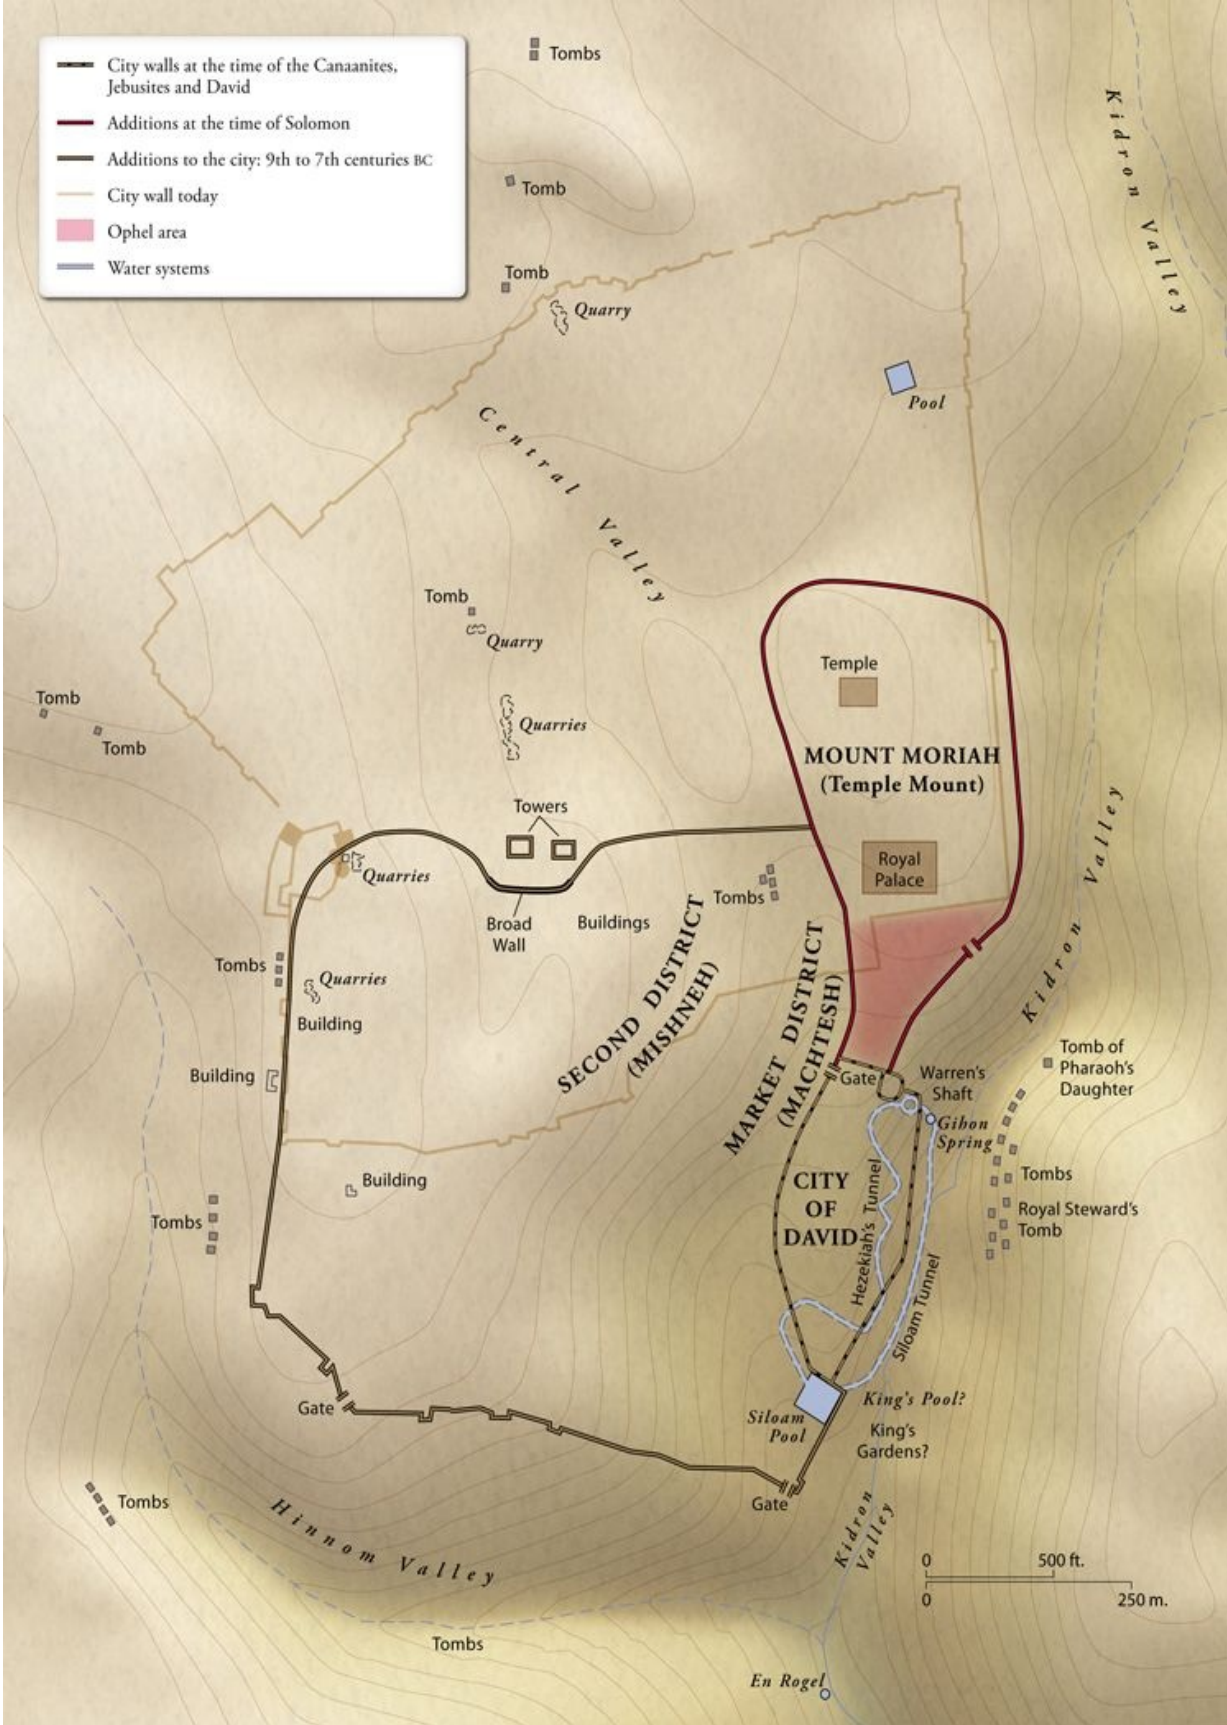 City walls at the time of the Canaanites,
Jebusites and David
Additions at the time of Solomon
Additions to the city: 9th to 7th centuries BC
City wall today
Ophel area
Water systems
Tombs
Kidron Valley
Tomb
Tomb
Quarry
Pool
Central Valley
Tomb
Quarry
Tomb
Tomb
Quarries
Temple
MOUNT MORIAH
(Temple Mount)
Towers
Quarries
Royal
Palace
Tombs
Broad
Wall
Buildings
Kidron Valley
Tombs
Quarries
Building
SECOND DISTRICT
(MISHNEH)
MARKET DISTRICT
(MACHTESH)
Building
Gate
Warren's
Shaft
Tomb of
Pharaoh's
Daughter
Gihon
Spring
Building
CITY
OF
DAVID
Hezekiah's Tunnel
Tombs
Royal Steward's
Tomb
Tombs
Siloam Tunnel
Gate
Siloam
Pool
King's Pool?
King's
Gardens?
Tombs
Gate
Hinnom Valley
Kidron
Valley
0 500 ft.
0 250 m.
Tombs
En Rogel